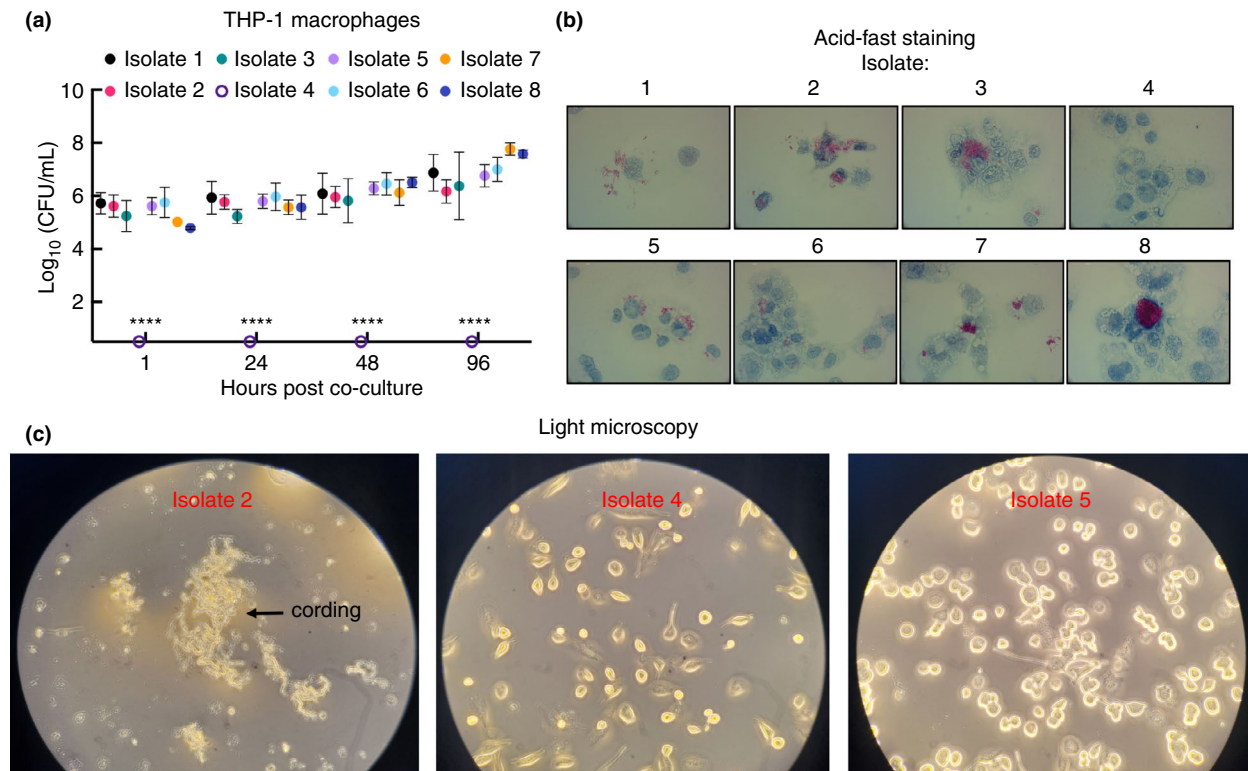 (a)
THP-1 macrophages
Isolate 1 Isolate 3 Isolate 5 Isolate 7
Isolate 2 Isolate 4 Isolate 6 Isolate 8
Log10 (CFU/mL)
10
8
6
4
2
**** **** **** ****
1 24 48 96
Hours post co-culture
(b)
Acid-fast staining
Isolate:
1 2 3 4
5 6 7 8
(c)
Light microscopy
Isolate 2
cording
Isolate 4
Isolate 5